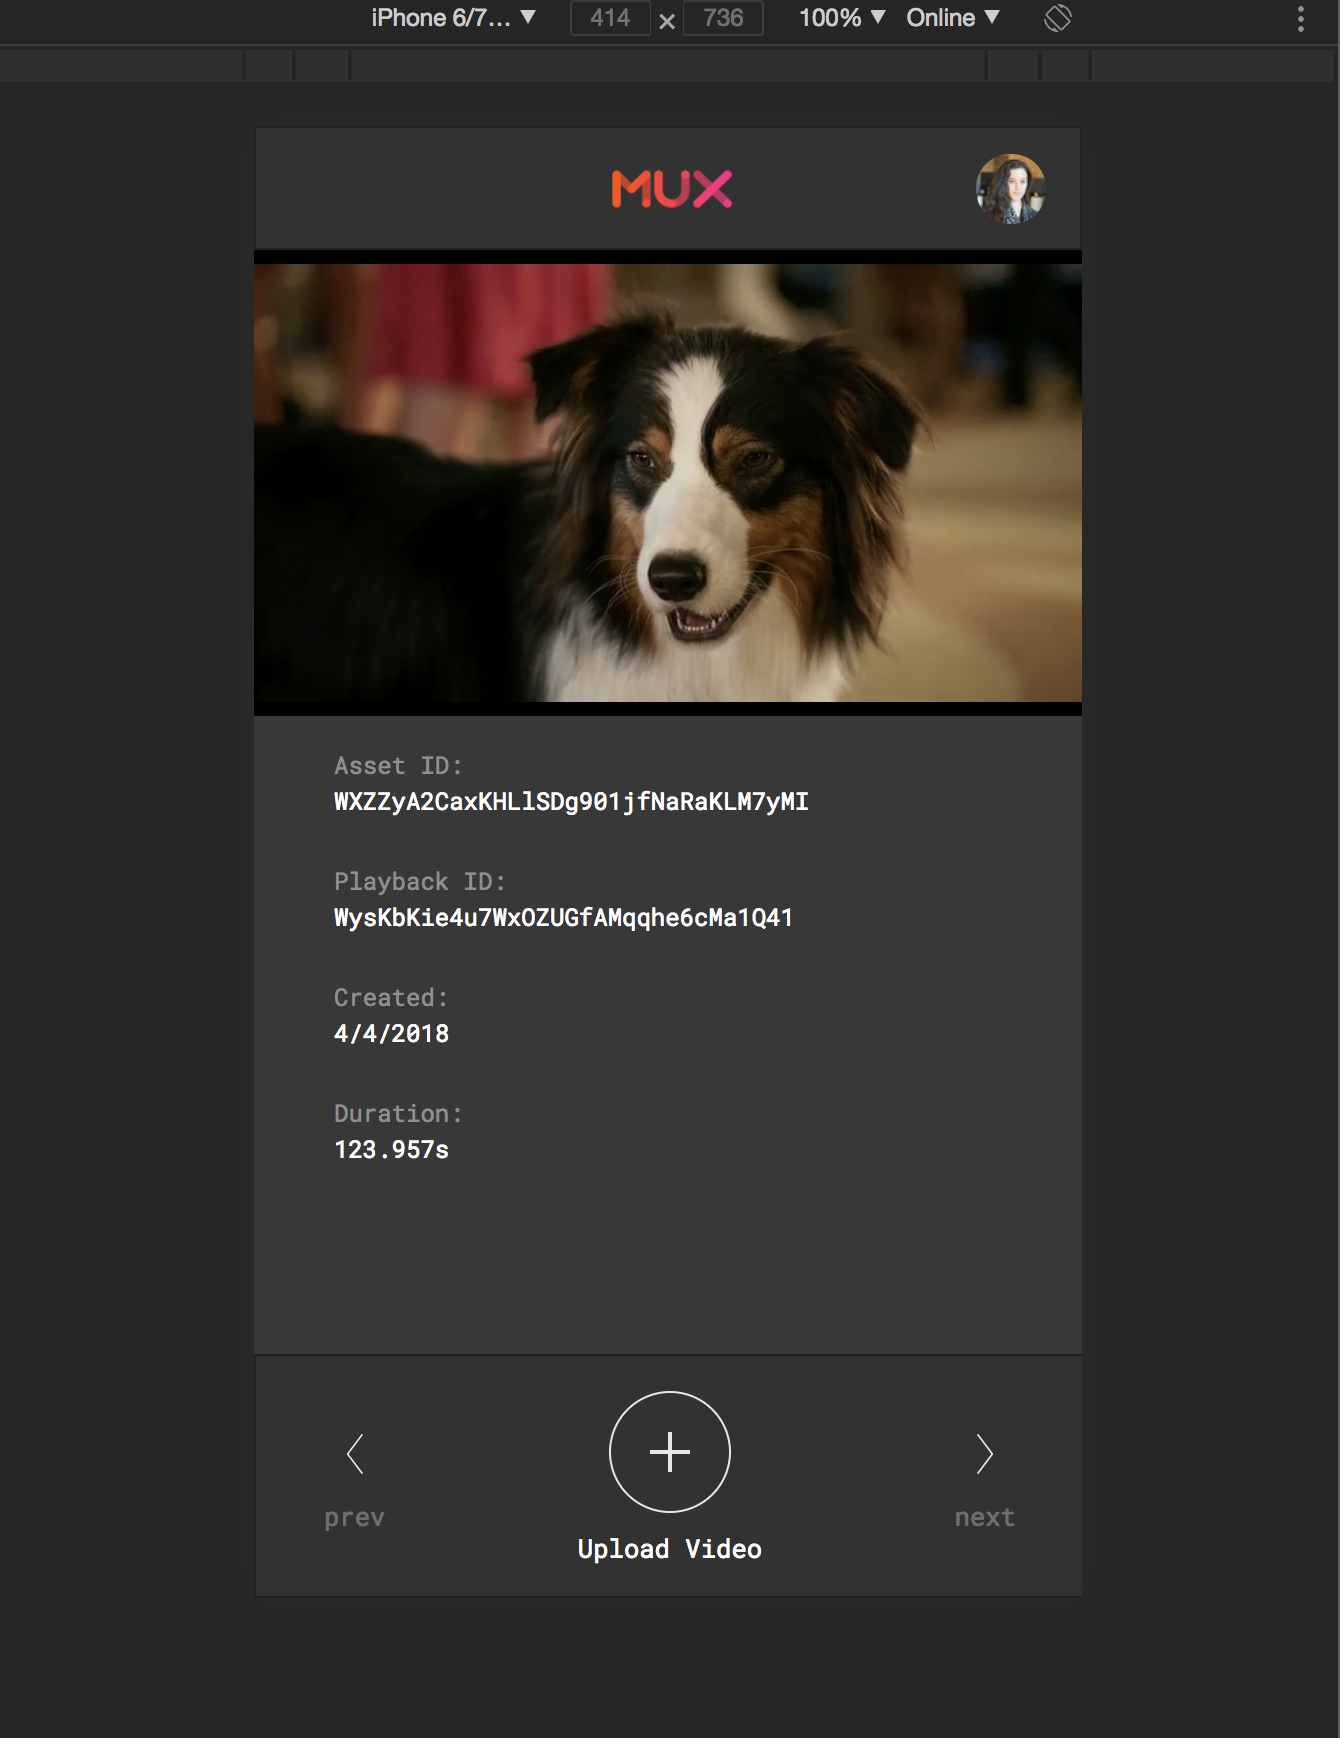 iPhone 6/7... ▼ 414 × 736 100% ▼ Online ▼
MUX
Asset ID:
WXZZyA2CaxKHLlSDg901jfNaRaKLM7yMI
Playback ID:
WysKbKie4u7WxOZUGfAMqqhe6cMa1Q41
Created:
4/4/2018
Duration:
123.957s
prev
next
Upload Video